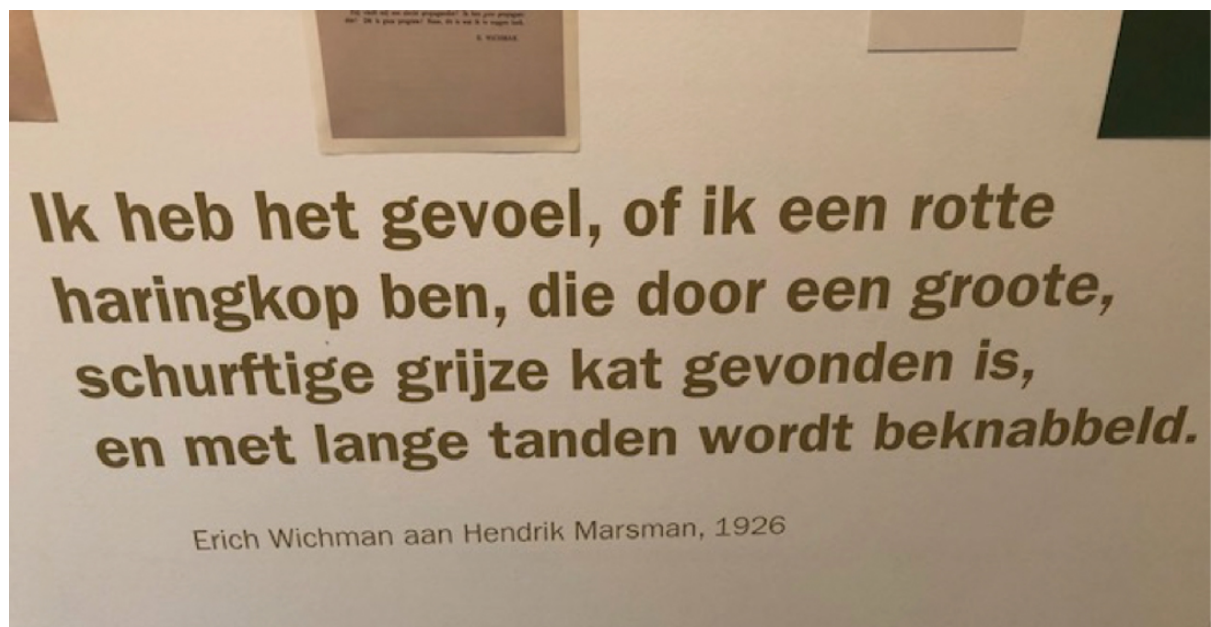 E. WICHMAN
Ik heb het gevoel, of ik een rotte
haringkop ben, die door een groote,
schurftige grijze kat gevonden is,
en met lange tanden wordt beknabbeld.
Erich Wichman aan Hendrik Marsman, 1926